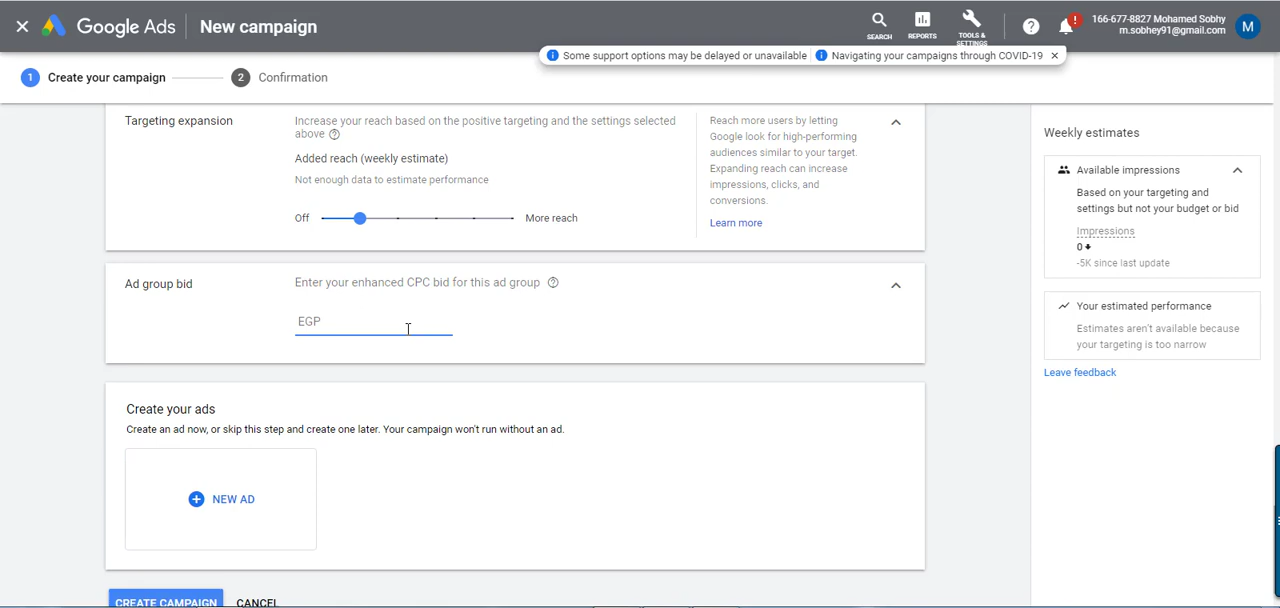 Google Ads
New campaign
SEARCH
REPORTS
TOOLS &
SETTINGS
166-677-8827 Mohamed Sobhy
m.sobhey91@gmail.com
M
Some support options may be delayed or unavailable
Navigating your campaigns through COVID-19
1 Create your campaign
2 Confirmation
Targeting expansion
Increase your reach based on the positive targeting and the settings selected
above
Added reach (weekly estimate)
Not enough data to estimate performance
Off
More reach
Reach more users by letting
Google look for high-performing
audiences similar to your target.
Expanding reach can increase
impressions, clicks, and
conversions.
Learn more
Ad group bid
Enter your enhanced CPC bid for this ad group
EGP
Create your ads
Create an ad now, or skip this step and create one later. Your campaign won't run without an ad.
NEW AD
CREATE CAMPAIGN
CANCEL
Weekly estimates
Available impressions
Based on your targeting and
settings but not your budget or bid
Impressions
0
-5K since last update
Your estimated performance
Estimates aren't available because
your targeting is too narrow
Leave feedback